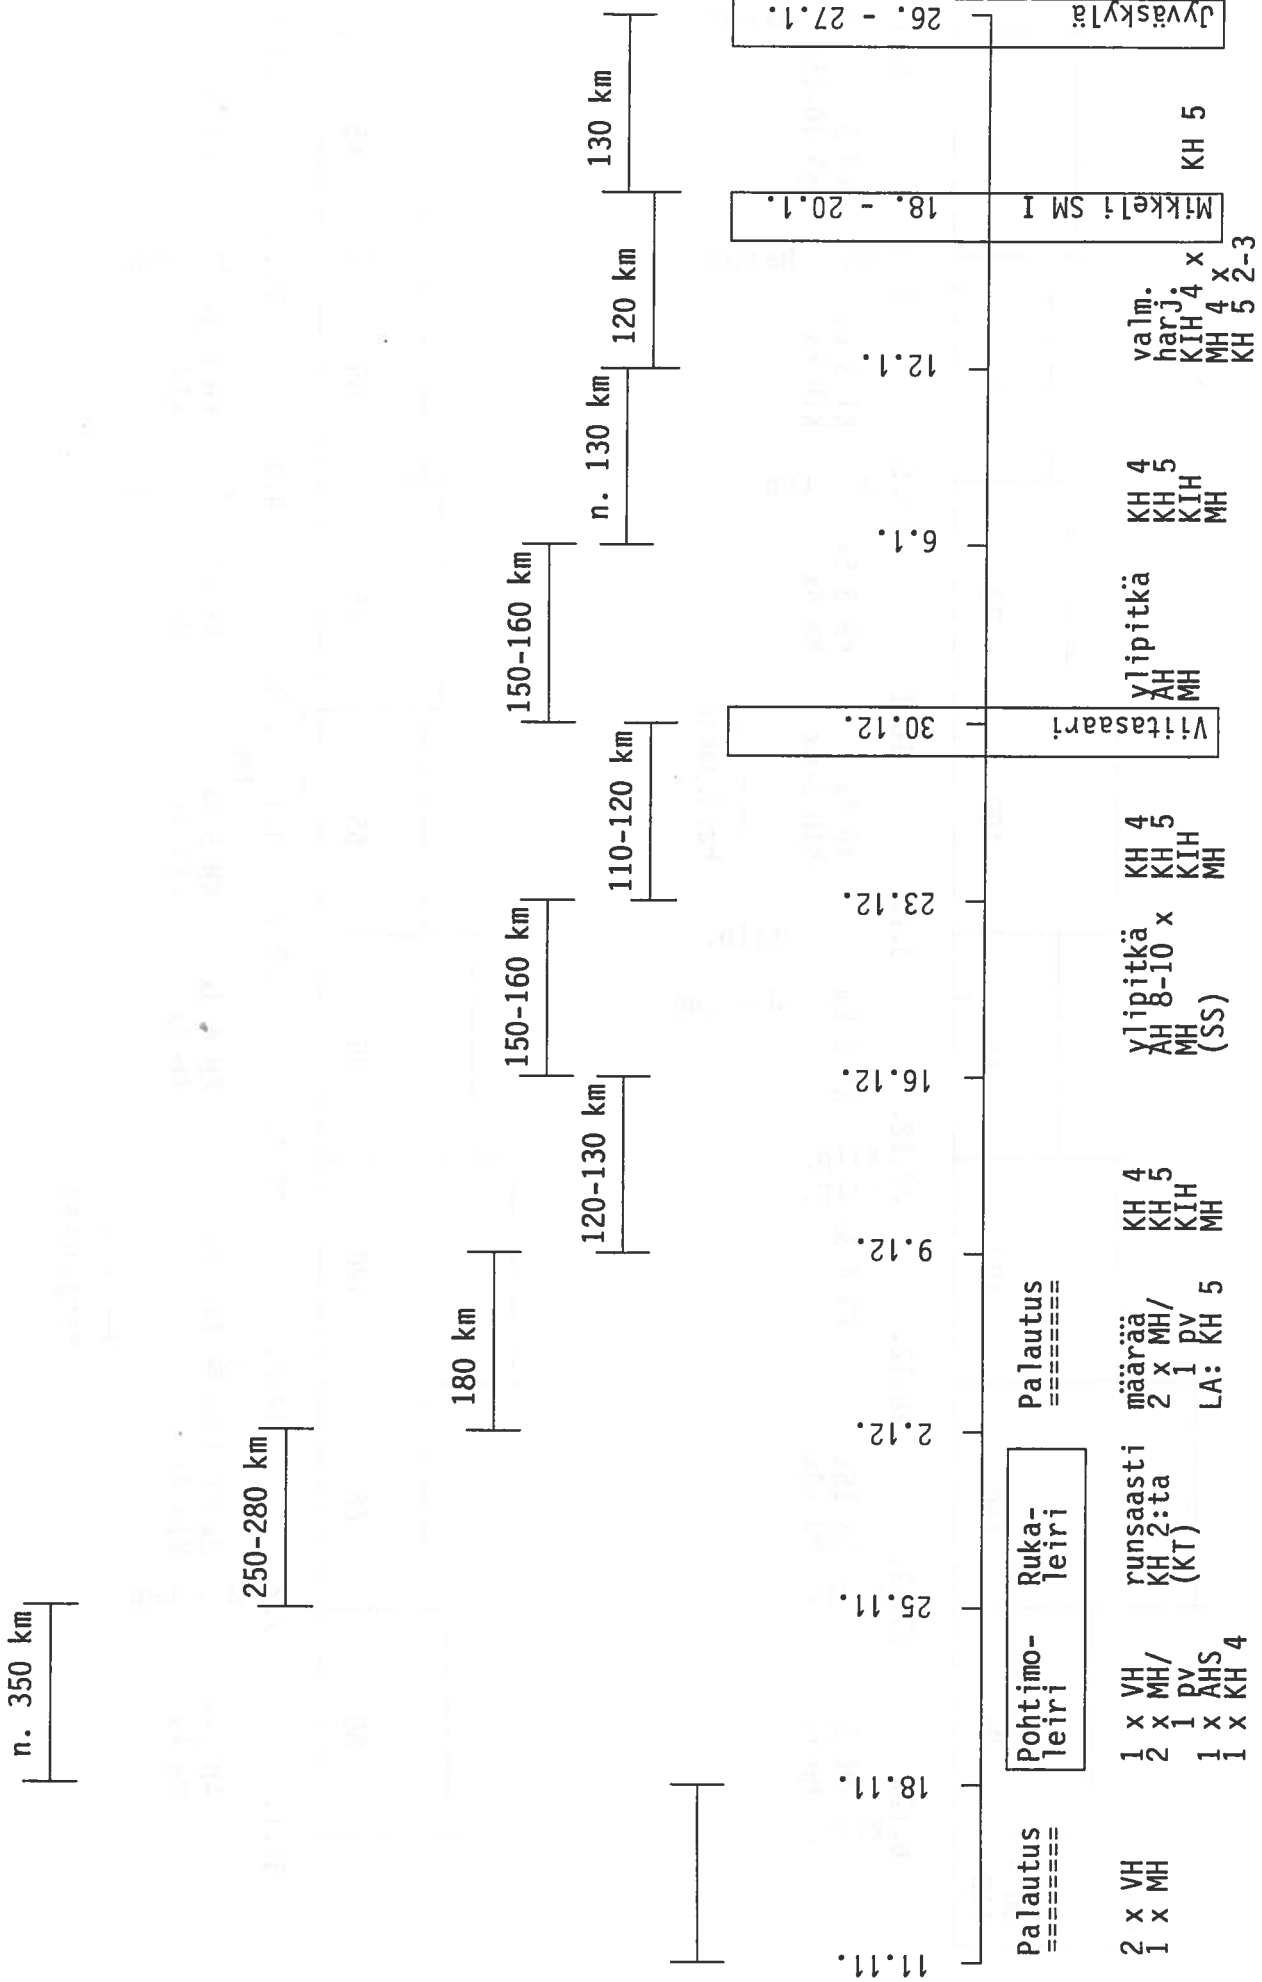 n. 350 km
250-280 km
180 km
120-130 km
150-160 km
110-120 km
150-160 km
n. 130 km
120 km
130 km
11.11.
18.11.
25.11.
2.12.
9.12.
16.12.
23.12.
30.12.
6.1.
12.1.
18. - 20.1.
26. - 27.1.
Viitasaari
Mikkeli SM I
Jyväskylä
Palautus
========
2 x VH
1 x MH
Pohtimo-
leiri
1 x VH
2 x MH/
1 pv
1 x AHS
1 x KH 4
Ruka-
leiri
runsaasti
KH 2:ta
(KT)
Palautus
========
määrää
2 x MH/
1 pv
LA: KH 5
KH 4
KH 5
KIH
MH
ylipitkä
AH 8-10 x
MH
(SS)
KH 4
KH 5
KIH
MH
ylipitkä
AH
MH
KH 4
KH 5
KIH
MH
valm.
harj.
KIH 4 x
MH 4 x
KH 5 2-3
KH 5